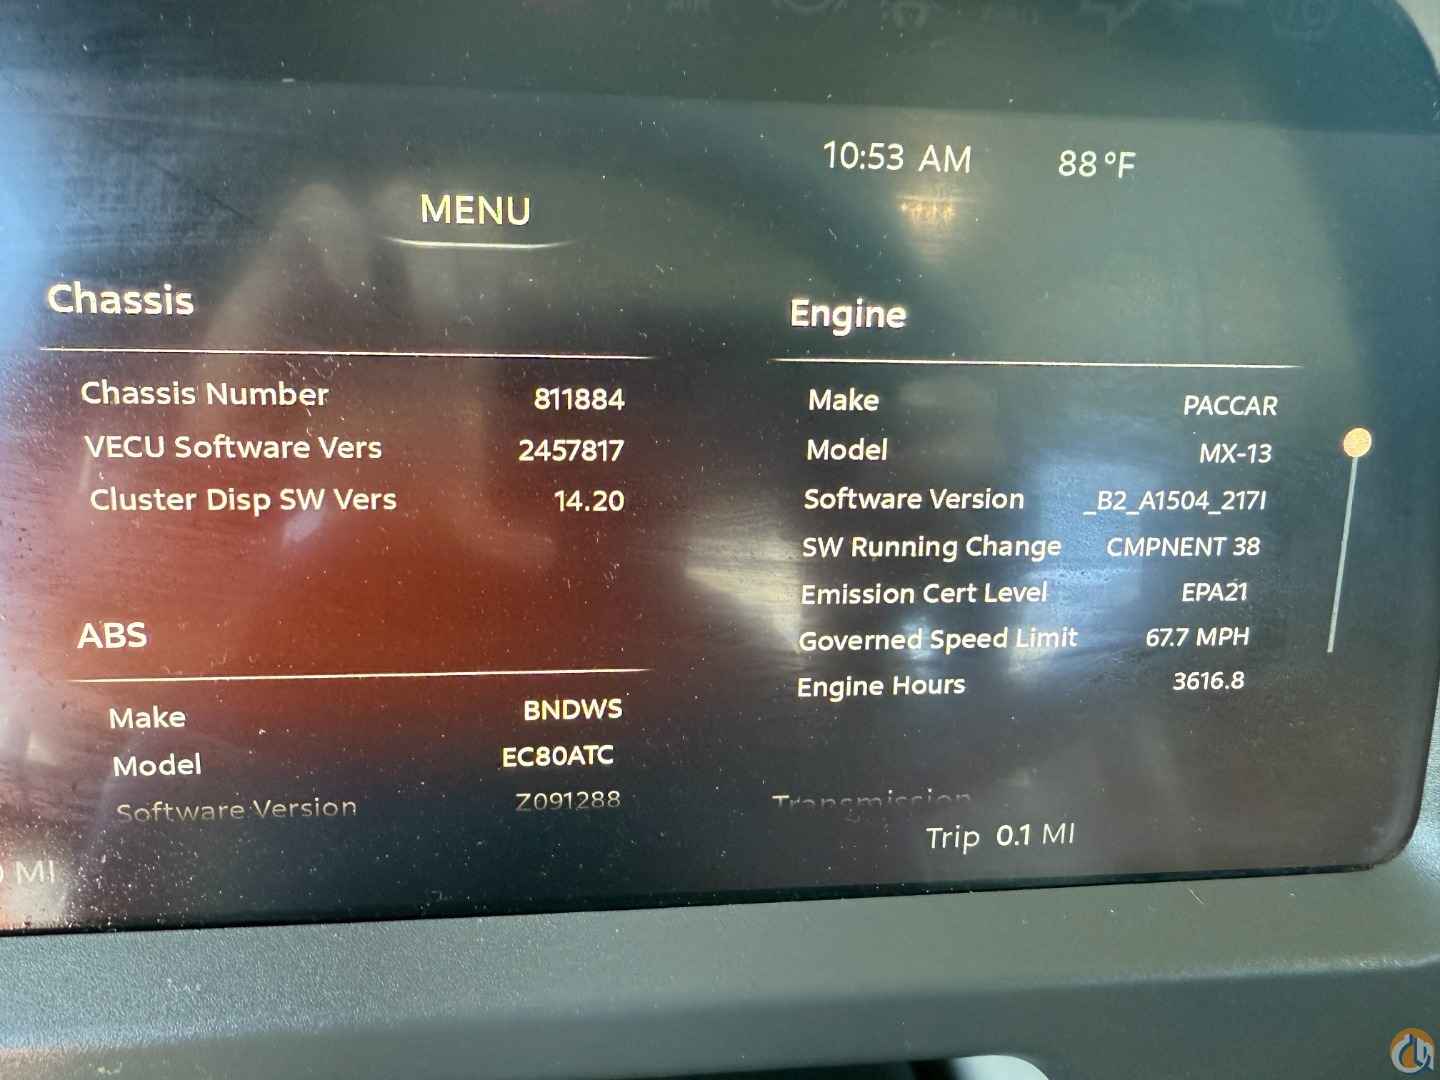 10:53 AM 88°F
MENU
Chassis
Chassis Number 811884
VECU Software Vers 2457817
Cluster Disp SW Vers 14.20
ABS
Make BNDWS
Model EC80ATC
Software Version Z091288
MI
Engine
Make PACCAR
Model MX-13
Software Version _B2_A1504_217I
SW Running Change CMPNENT 38
Emission Cert Level EPA21
Governed Speed Limit 67.7 MPH
Engine Hours 3616.8
Transmission
Trip 0.1 MI